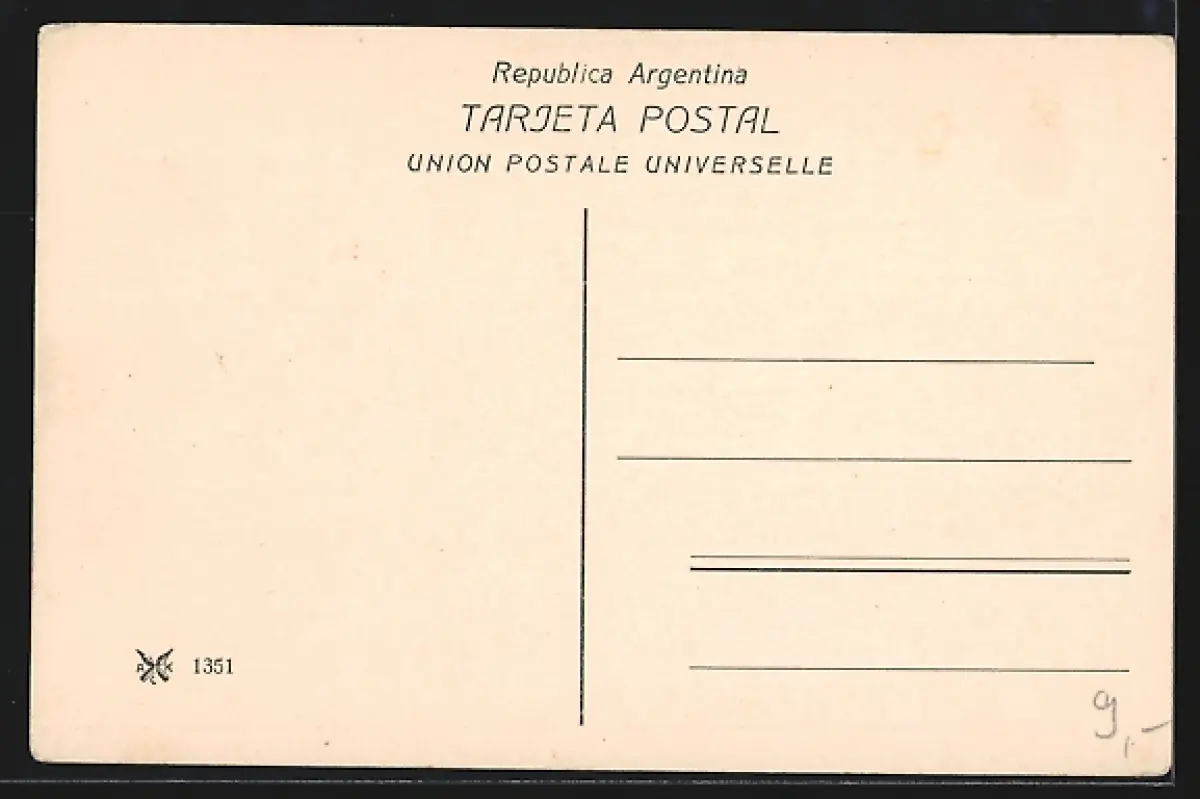 Republica Argentina
TARJETA POSTAL
UNION POSTALE UNIVERSELLE
1351
9,-